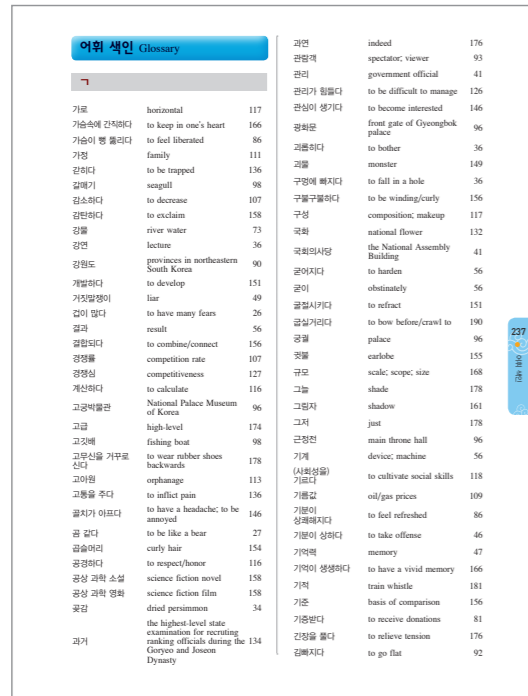 어휘 색인 Glossary
ㄱ
가로 horizontal 117
가슴속에 간직하다 to keep in one's heart 166
가슴이 뻥 뚫리다 to feel liberated 86
가정 family 111
갇히다 to be trapped 136
갈매기 seagull 98
감소하다 to decrease 107
감탄하다 to exclaim 158
강물 river water 73
강연 lecture 36
강원도 provinces in northeastern South Korea 90
개발하다 to develop 151
거짓말쟁이 liar 49
겁이 많다 to have many fears 26
결과 result 56
결합되다 to combine/connect 156
경쟁률 competition rate 107
경쟁심 competitiveness 127
계산하다 to calculate 116
고궁박물관 National Palace Museum of Korea 96
고급 high-level 174
고깃배 fishing boat 98
고무신을 거꾸로 신다 to wear rubber shoes backwards 178
고아원 orphanage 113
고통을 주다 to inflict pain 136
골치가 아프다 to have a headache; to be annoyed 146
곰 같다 to be like a bear 27
곱슬머리 curly hair 154
공경하다 to respect/honor 116
공상 과학 소설 science fiction novel 158
공상 과학 영화 science fiction film 158
곶감 dried persimmon 34
과거 the highest-level state examination for recruting ranking officials during the Goryeo and Joseon Dynasty 134
과연 indeed 176
관람객 spectator; viewer 93
관리 government official 41
관리가 힘들다 to be difficult to manage 126
관심이 생기다 to become interested 146
광화문 front gate of Gyeongbok palace 96
괴롭히다 to bother 36
괴물 monster 149
구멍에 빠지다 to fall in a hole 36
구불구불하다 to be winding/curly 156
구성 composition; makeup 117
국화 national flower 132
국회의사당 the National Assembly Building 41
굳어지다 to harden 56
굳이 obstinately 56
굴절시키다 to refract 151
굽실거리다 to bow before/crawl to 190
궁궐 palace 96
귓불 earlobe 155
규모 scale; scope; size 168
그늘 shade 178
그림자 shadow 161
그저 just 178
근정전 main throne hall 96
기계 device; machine 56
(사회성을) 기르다 to cultivate social skills 118
기름값 oil/gas prices 109
기분이 상쾌해지다 to feel refreshed 86
기분이 상하다 to take offense 46
기억력 memory 47
기억이 생생하다 to have a vivid memory 166
기적 train whistle 181
기준 basis of comparison 156
기증받다 to receive donations 81
긴장을 풀다 to relieve tension 176
김빠지다 to go flat 92
237
어휘 색인